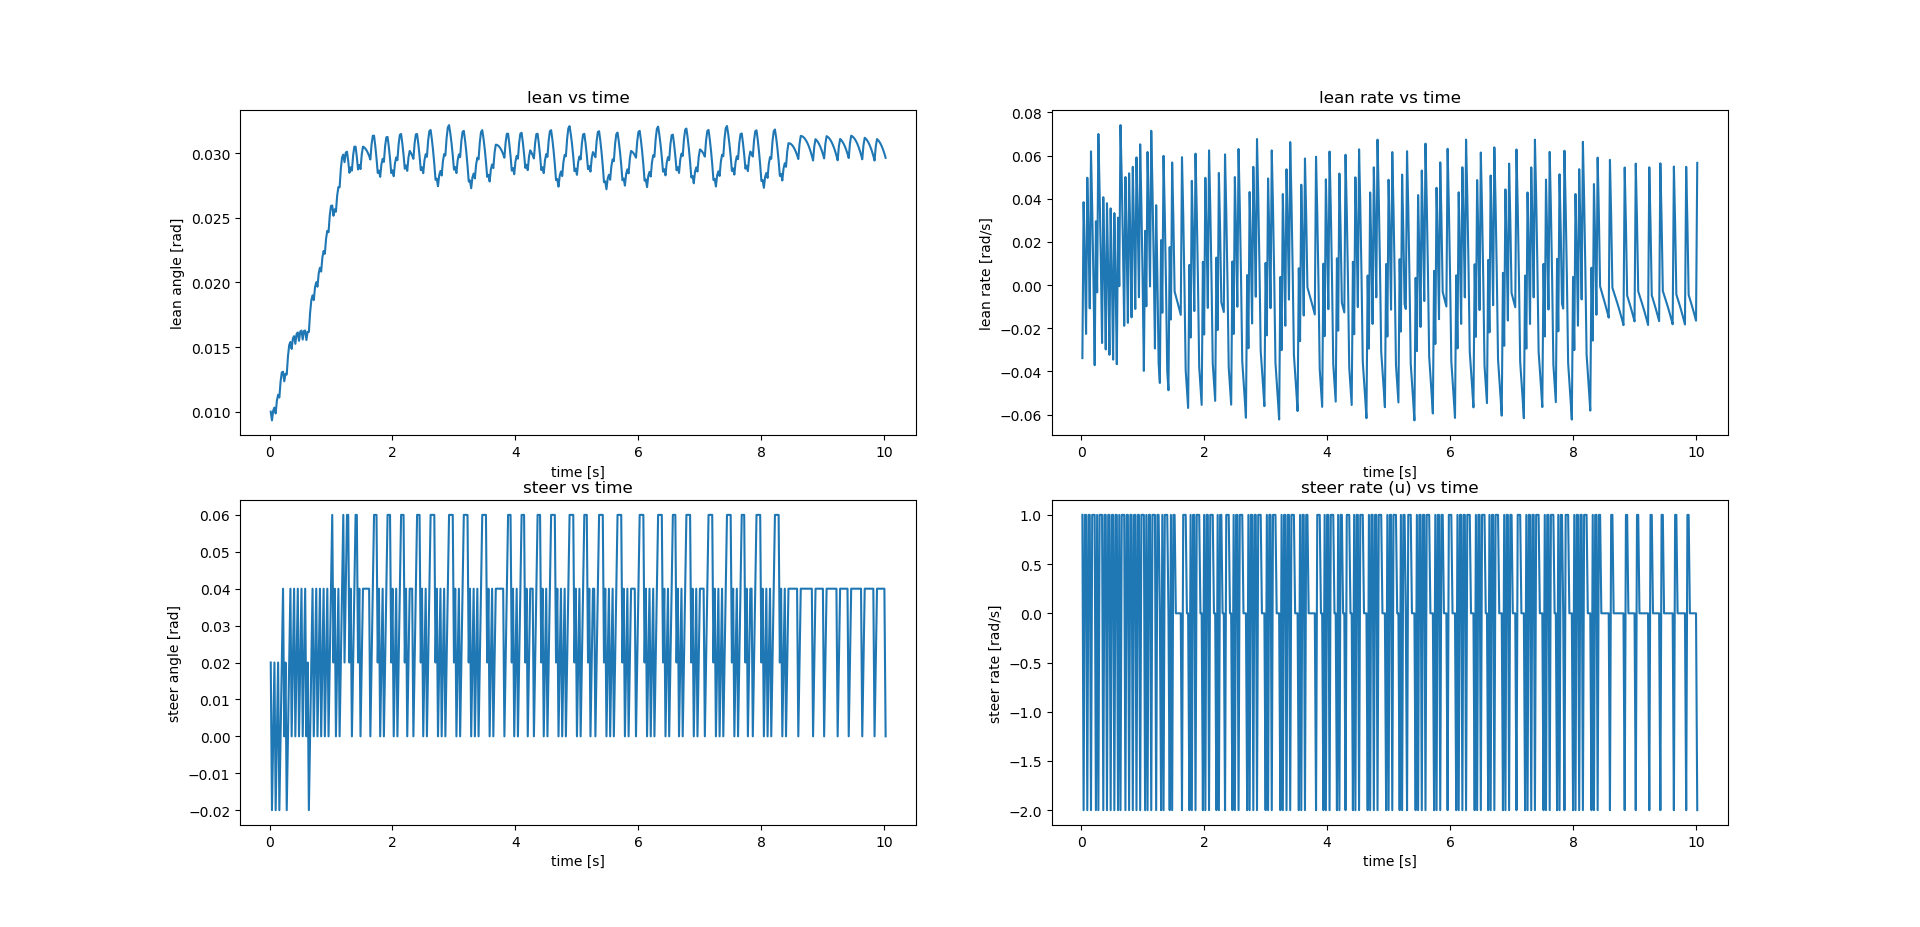 lean vs time
lean angle [rad]
0.030
0.025
0.020
0.015
0.010
0 2 4 6 8 10
time [s]
lean rate vs time
lean rate [rad/s]
0.08
0.06
0.04
0.02
0.00
−0.02
−0.04
−0.06
0 2 4 6 8 10
time [s]
steer vs time
steer angle [rad]
0.06
0.05
0.04
0.03
0.02
0.01
0.00
−0.01
−0.02
0 2 4 6 8 10
time [s]
steer rate (u) vs time
steer rate [rad/s]
1.0
0.5
0.0
−0.5
−1.0
−1.5
−2.0
0 2 4 6 8 10
time [s]